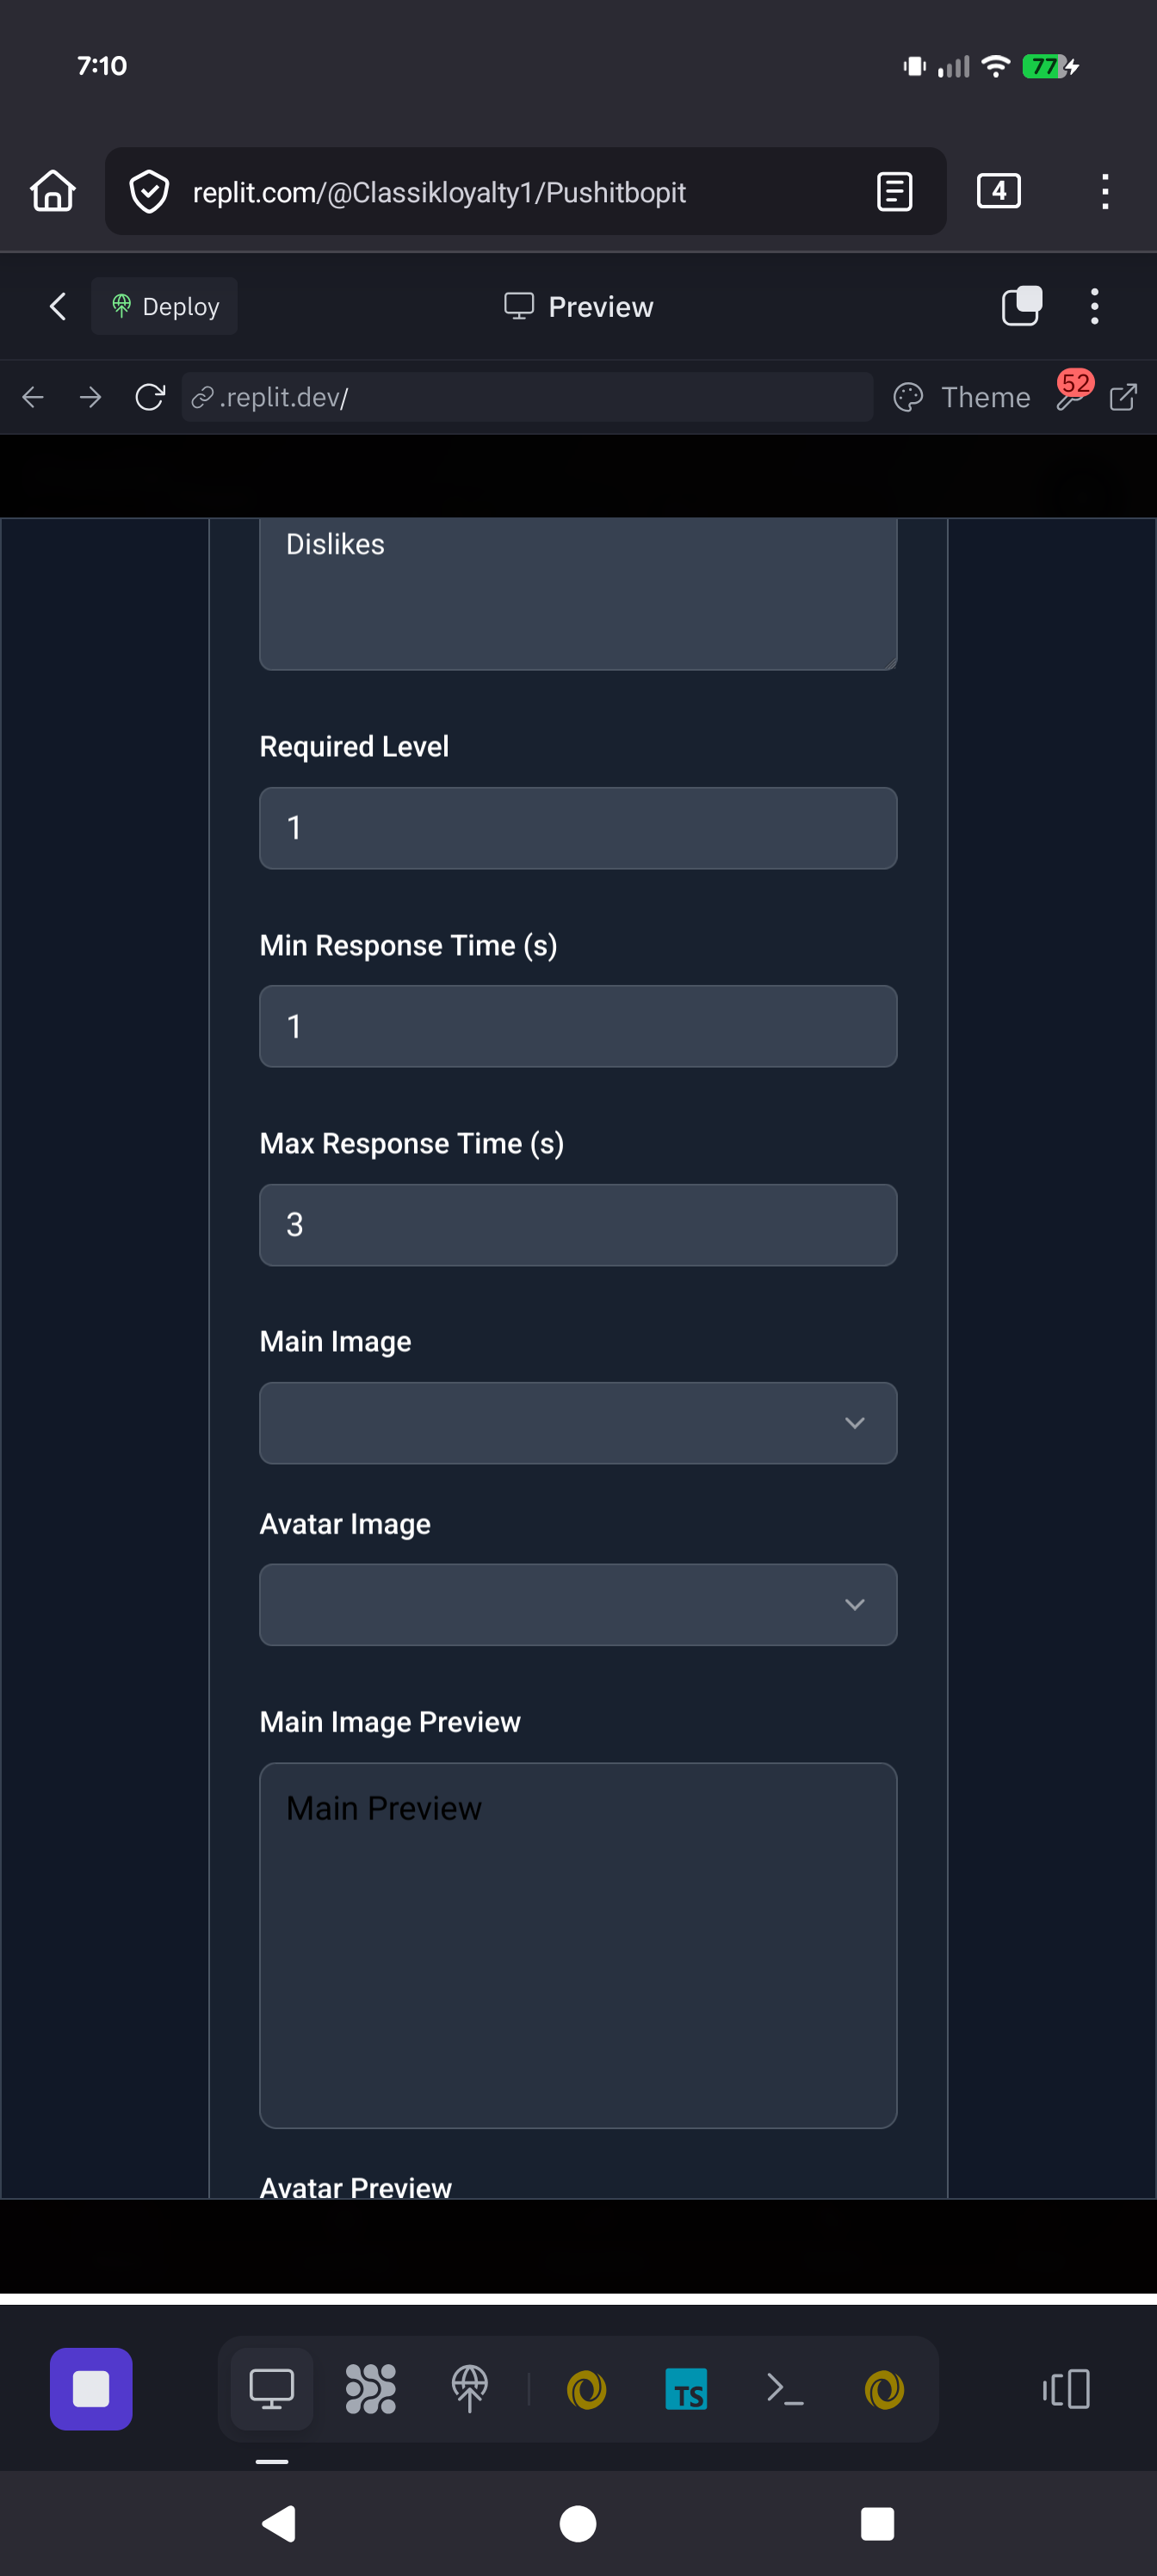 7:10
77
replit.com/@Classikloyalty1/Pushitbopit
4
Deploy
Preview
.replit.dev/
Theme
52
Dislikes
Required Level
1
Min Response Time (s)
1
Max Response Time (s)
3
Main Image
Avatar Image
Main Image Preview
Main Preview
Avatar Preview
TS